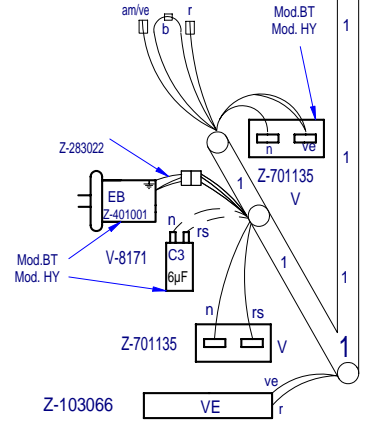 am/ve
b
r
Mod.BT
Mod. HY
1
n
ve
Z-701135
V
Z-283022
1
1
EB
Z-401001
n
rs
V-8171
C3
6µF
Mod.BT
Mod. HY
1
1
n
rs
Z-701135
V
1
ve
r
Z-103066
VE